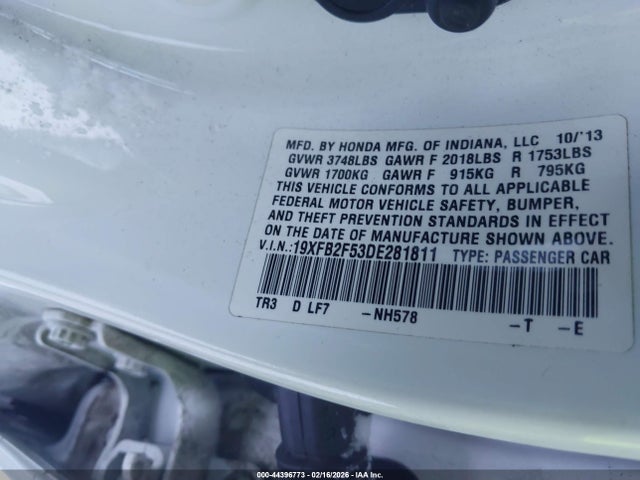 MFD. BY HONDA MFG. OF INDIANA, LLC 10/'13
GVWR 3748LBS GAWR F 2018LBS R 1753LBS
GVWR 1700KG GAWR F 915KG R 795KG
THIS VEHICLE CONFORMS TO ALL APPLICABLE
FEDERAL MOTOR VEHICLE SAFETY, BUMPER,
AND THEFT PREVENTION STANDARDS IN EFFECT
ON THE DATE OF MANUFACTURE SHOWN ABOVE.
V.I.N.:19XFB2F53DE281811 TYPE: PASSENGER CAR
TR3 D LF7 -NH578 -T -E
000-44396773 - 02/16/2026 - IAAI.COM